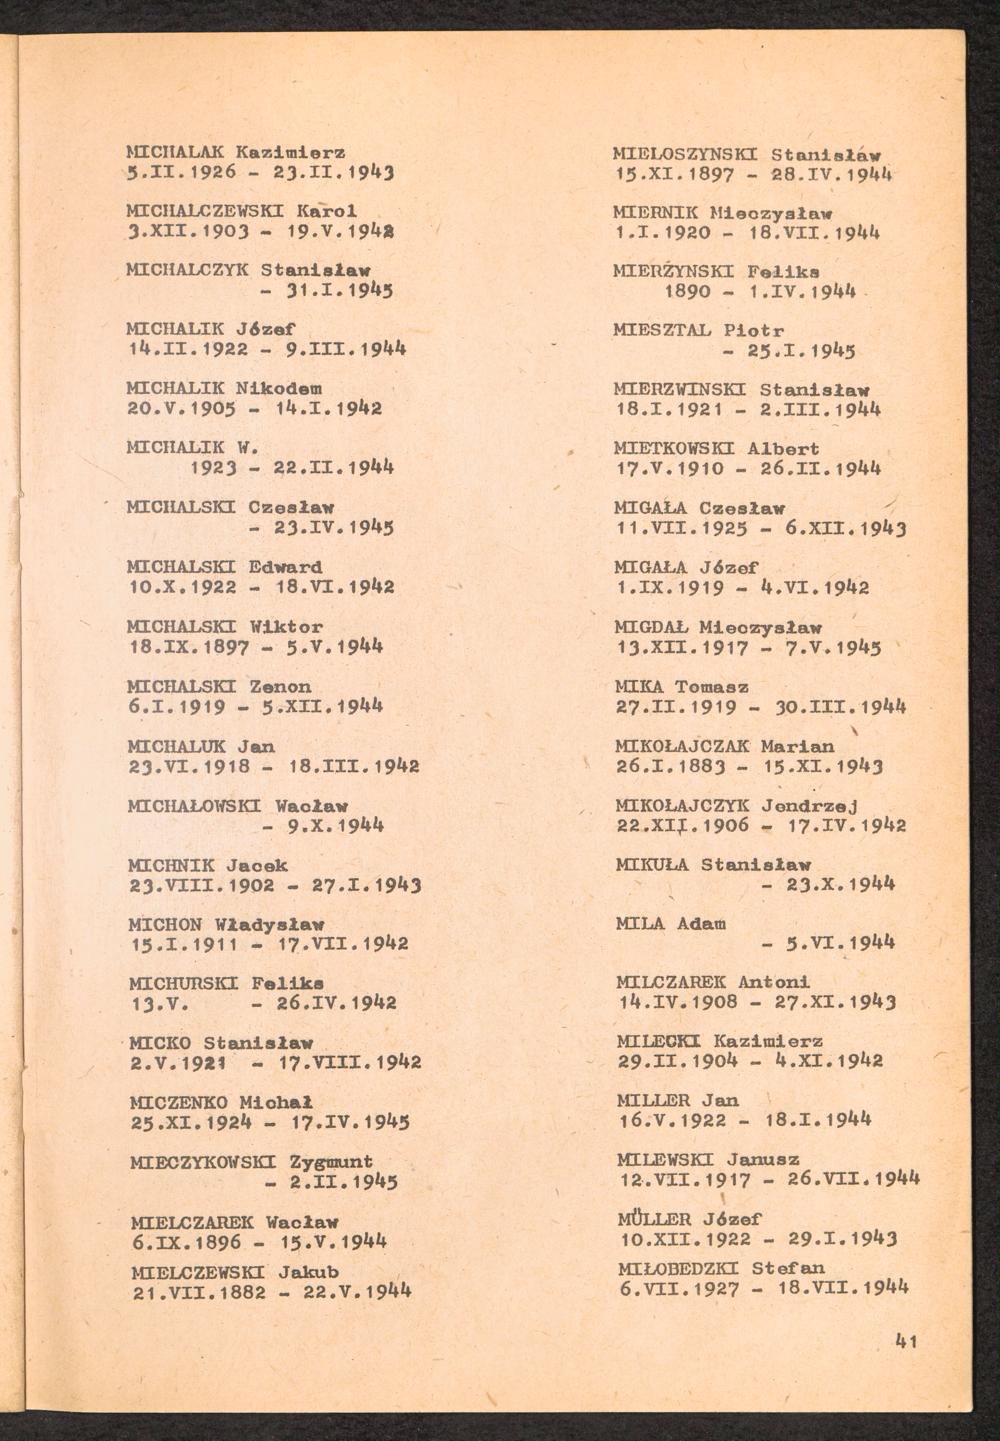 MICHALAK Kazimierz
5.II.1926 - 23.II.1943
MICHALCZEWSKI Karol
3.XII.1903 - 19.V.1942
MICHALCZYK Stanisław
- 31.I.1945
MICHALIK Józef
14.II.1922 - 9.III.1944
MICHALIK Nikodem
20.V.1905 - 14.I.1942
MICHALIK W.
1923 - 22.II.1944
MICHALSKI Czesław
- 23.IV.1945
MICHALSKI Edward
10.X.1922 - 18.VI.1942
MICHALSKI Wiktor
18.IX.1897 - 5.V.1944
MICHALSKI Zenon
6.I.1919 - 5.XII.1944
MICHALUK Jan
23.VI.1918 - 18.III.1942
MICHAŁOWSKI Wacław
- 9.X.1944
MICHNIK Jacek
23.VIII.1902 - 27.I.1943
MICHON Władysław
15.I.1911 - 17.VII.1942
MICHURSKI Feliks
13.V. - 26.IV.1942
MICKO Stanisław
2.V.1921 - 17.VIII.1942
MICZENKO Michał
25.XI.1924 - 17.IV.1945
MIECZYKOWSKI Zygmunt
- 2.II.1945
MIELCZAREK Wacław
6.IX.1896 - 15.V.1944
MIELCZEWSKI Jakub
21.VII.1882 - 22.V.1944
MIELOSZYNSKI Stanisław
15.XI.1897 - 28.IV.1944
MIERNIK Mieczysław
1.I.1920 - 18.VII.1944
MIERŻYNSKI Feliks
1890 - 1.IV.1944
MIESZTAL Piotr
- 25.I.1945
MIERZWINSKI Stanisław
18.I.1921 - 2.III.1944
MIETKOWSKI Albert
17.V.1910 - 26.II.1944
MIGAŁA Czesław
11.VII.1925 - 6.XII.1943
MIGAŁA Józef
1.IX.1919 - 4.VI.1942
MIGDAŁ Mieczysław
13.XII.1917 - 7.V.1945
MIKA Tomasz
27.II.1919 - 30.III.1944
MIKOŁAJCZAK Marian
26.I.1883 - 15.XI.1943
MIKOŁAJCZYK Jendrzej
22.XII.1906 - 17.IV.1942
MIKUŁA Stanisław
- 23.X.1944
MILA Adam
- 5.VI.1944
MILCZAREK Antoni
14.IV.1908 - 27.XI.1943
MILECKI Kazimierz
29.II.1904 - 4.XI.1942
MILLER Jan
16.V.1922 - 18.I.1944
MILEWSKI Janusz
12.VII.1917 - 26.VII.1944
MÜLLER Józef
10.XII.1922 - 29.I.1943
MIŁOBEDZKI Stefan
6.VII.1927 - 18.VII.1944
41